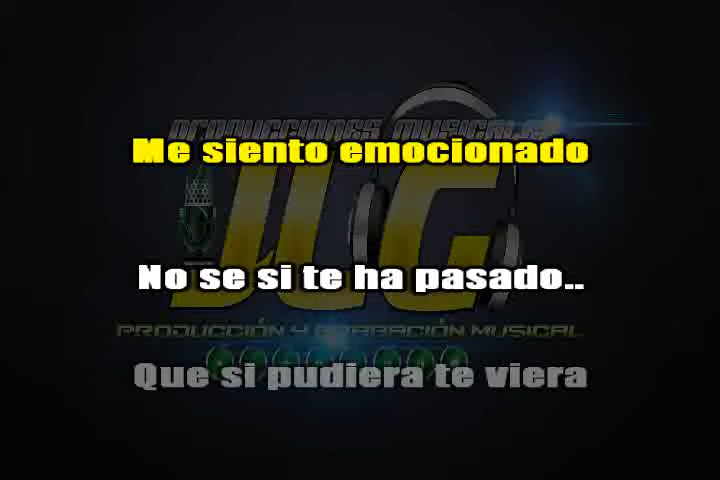 PRODUCCIONES MUSICALES
Me siento emocionado
JLG
No se si te ha pasado..
PRODUCCIÓN Y GRABACIÓN MUSICAL
Que si pudiera te viera